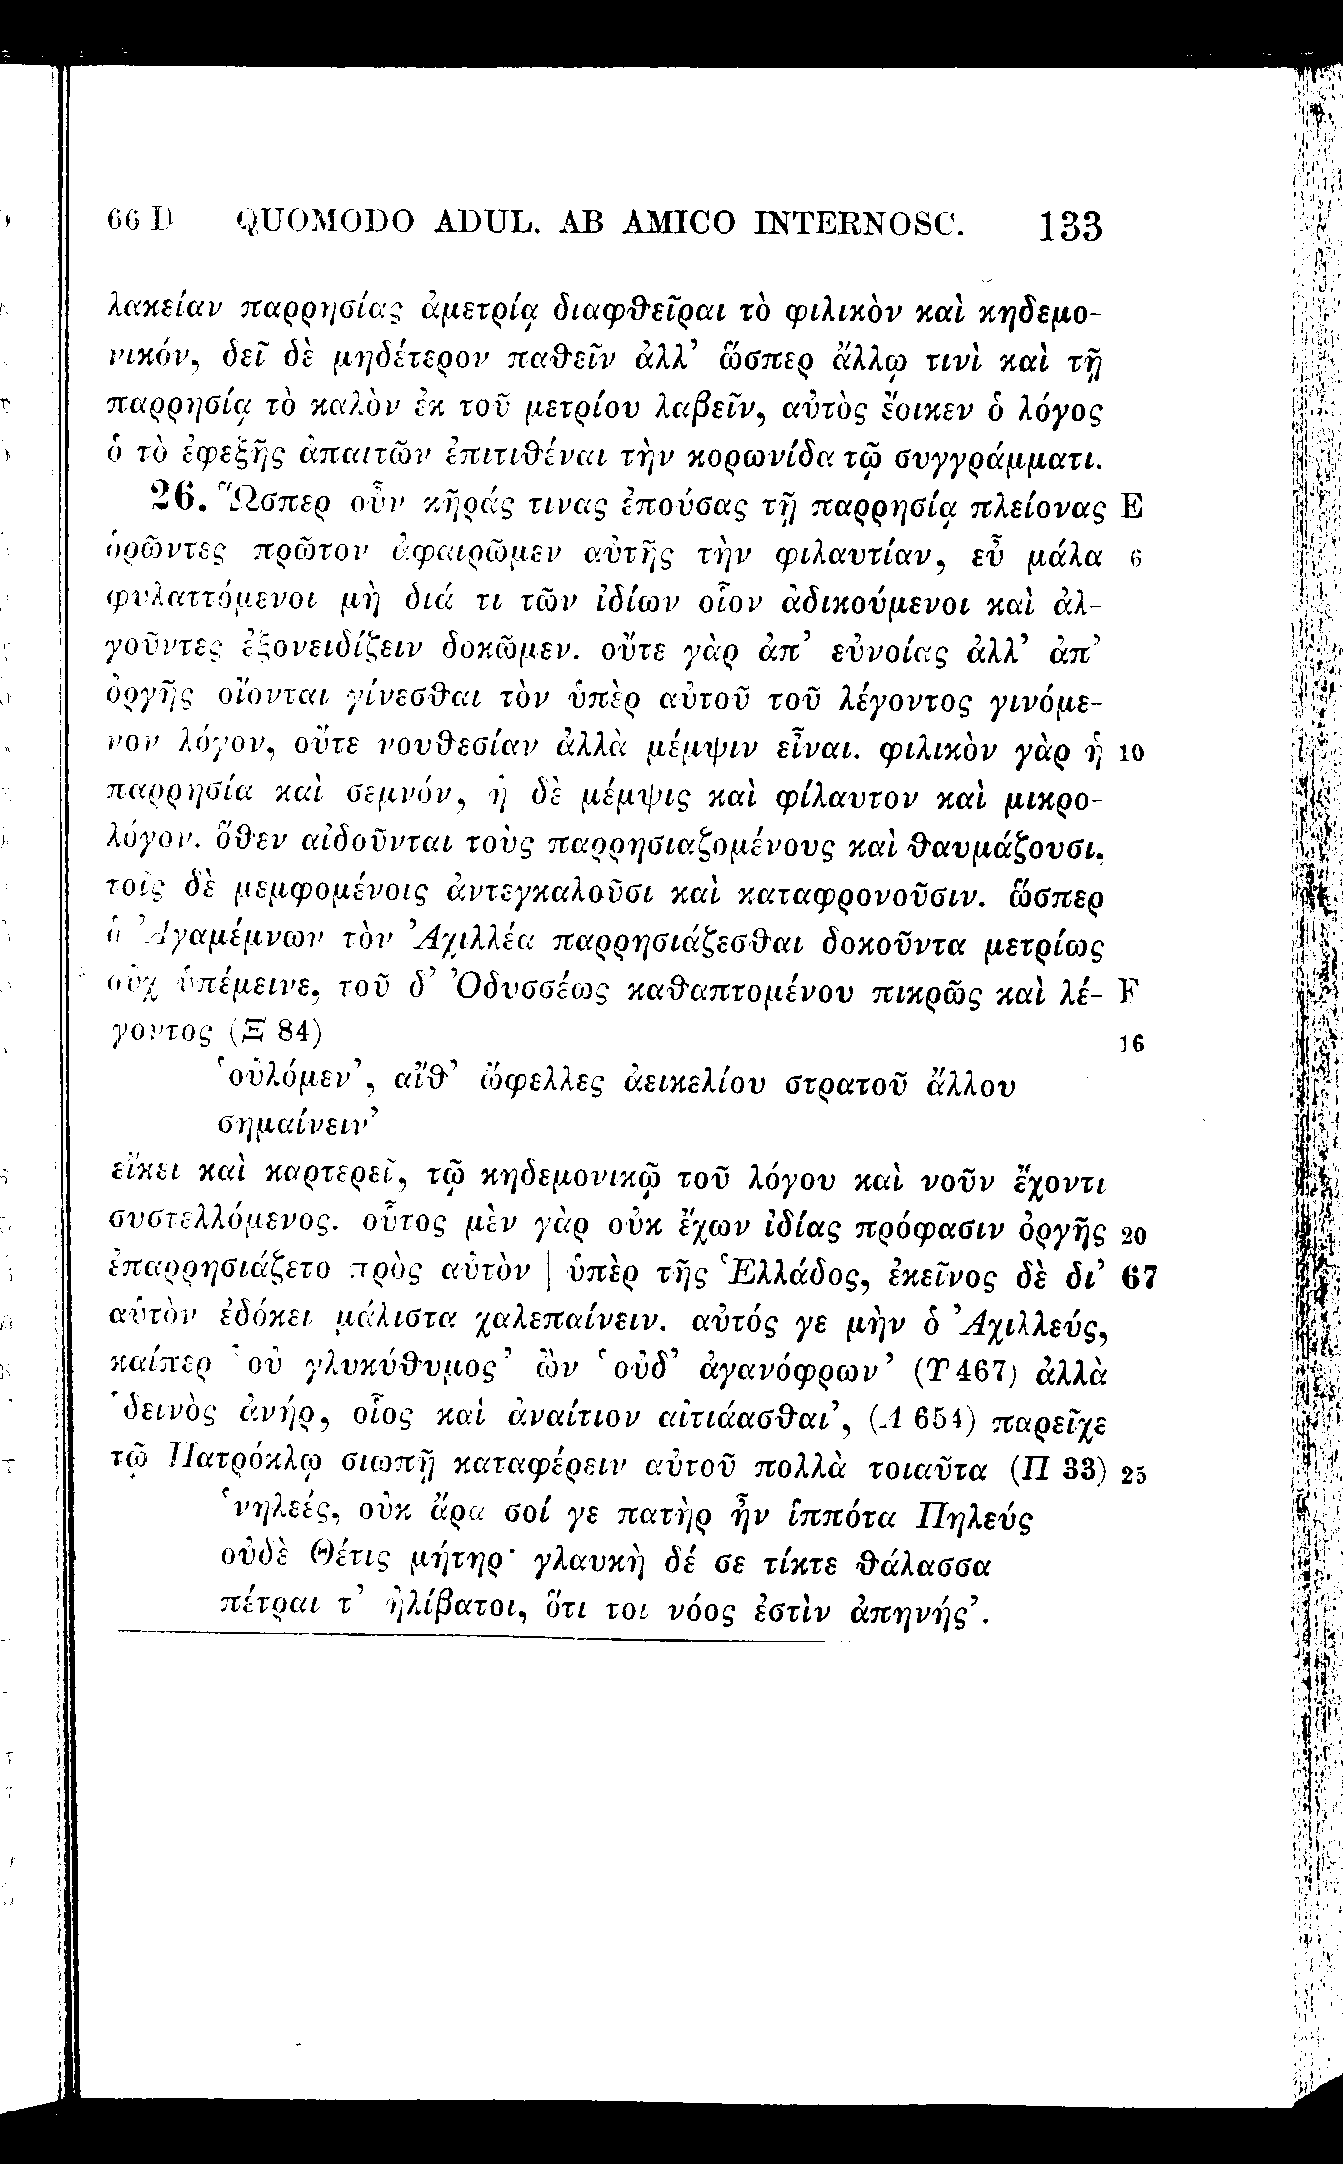 66 D QUOMODO ADUL. AB AMICO INTERNOSC. 133
λακείαν παρρησίας ἀμετρίᾳ διαφθεῖραι τὸ φιλικὸν καὶ κηδεμο-
νικόν, δεῖ δὲ μηδέτερον παθεῖν ἀλλ’ ὥσπερ ἄλλῳ τινὶ καὶ τῇ
παρρησίᾳ τὸ καλὸν ἐκ τοῦ μετρίου λαβεῖν, αὐτὸς ἔοικεν ὁ λόγος
ὁ τὸ ἐφεξῆς ἀπαιτῶν ἐπιτιθέναι τὴν κορωνίδα τῷ συγγράμματι.
26. Ὥσπερ οὖν κῆράς τινας ἐπούσας τῇ παρρησίᾳ πλείονας E
ὁρῶντες πρῶτον ἀφαιρῶμεν αὐτῆς τὴν φιλαυτίαν, εὖ μάλα 6
φυλαττόμενοι μὴ διά τι τῶν ἰδίων οἷον ἀδικούμενοι καὶ ἀλ-
γοῦντες ἐξονειδίζειν δοκῶμεν. οὔτε γὰρ ἀπ’ εὐνοίας ἀλλ’ ἀπ’
ὀργῆς οἴονται γίνεσθαι τὸν ὑπὲρ αὑτοῦ τοῦ λέγοντος γινόμε-
νον λόγον, οὔτε νουθεσίαν ἀλλὰ μέμψιν εἶναι. φιλικὸν γὰρ ἡ 10
παρρησία καὶ σεμνόν, ἡ δὲ μέμψις καὶ φίλαυτον καὶ μικρο-
λόγον. ὅθεν αἰδοῦνται τοὺς παρρησιαζομένους καὶ θαυμάζουσι,
τοῖς δὲ μεμφομένοις ἀντεγκαλοῦσι καὶ καταφρονοῦσιν. ὥσπερ
ὁ Ἀγαμέμνων τὸν Ἀχιλλέα παρρησιάζεσθαι δοκοῦντα μετρίως
οὐχ ὑπέμεινε, τοῦ δ’ Ὀδυσσέως καθαπτομένου πικρῶς καὶ λέ- F
γοντος (Ξ 84) 16
‘οὐλόμεν’, αἴθ’ ὤφελλες ἀεικελίου στρατοῦ ἄλλου
σημαίνειν’
εἴκει καὶ καρτερεῖ, τῷ κηδεμονικῷ τοῦ λόγου καὶ νοῦν ἔχοντι
συστελλόμενος. οὗτος μὲν γὰρ οὐκ ἔχων ἰδίας πρόφασιν ὀργῆς 20
ἐπαρρησιάζετο πρὸς αὐτὸν | ὑπὲρ τῆς Ἑλλάδος, ἐκεῖνος δὲ δι’ 67
αὑτὸν ἐδόκει μάλιστα χαλεπαίνειν. αὐτός γε μὴν ὁ Ἀχιλλεύς,
καίπερ ‘οὐ γλυκύθυμος’ ὢν ‘οὐδ’ ἀγανόφρων’ (Υ 467) ἀλλὰ
‘δεινὸς ἀνήρ, οἷος καὶ ἀναίτιον αἰτιάασθαι’, (Λ 654) παρεῖχε
τῷ Πατρόκλῳ σιωπῇ καταφέρειν αὑτοῦ πολλὰ τοιαῦτα (Π 33) 25
‘νηλεές, οὐκ ἄρα σοί γε πατὴρ ἦν ἱππότα Πηλεύς
οὐδὲ Θέτις μήτηρ· γλαυκὴ δέ σε τίκτε θάλασσα
πέτραι τ’ ἠλίβατοι, ὅτι τοι νόος ἐστὶν ἀπηνής’.